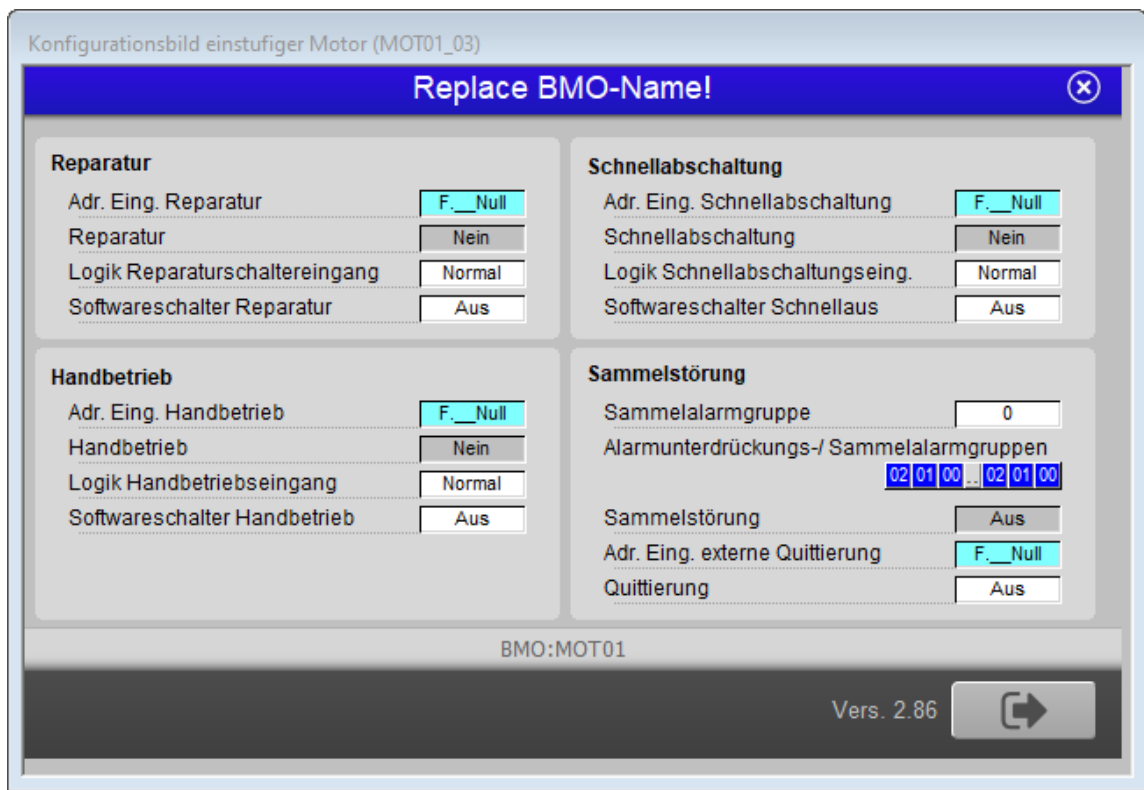 Konfigurationsbild einstufiger Motor (MOT01_03)
Replace BMO-Name!
Reparatur
Adr. Eing. Reparatur F.__Null
Reparatur Nein
Logik Reparaturschaltereingang Normal
Softwareschalter Reparatur Aus
Schnellabschaltung
Adr. Eing. Schnellabschaltung F.__Null
Schnellabschaltung Nein
Logik Schnellabschaltungseing. Normal
Softwareschalter Schnellaus Aus
Handbetrieb
Adr. Eing. Handbetrieb F.__Null
Handbetrieb Nein
Logik Handbetriebseingang Normal
Softwareschalter Handbetrieb Aus
Sammelstörung
Sammelalarmgruppe 0
Alarmunterdrückungs-/ Sammelalarmgruppen
02 01 00 .. 02 01 00
Sammelstörung Aus
Adr. Eing. externe Quittierung F.__Null
Quittierung Aus
BMO:MOT01
Vers. 2.86